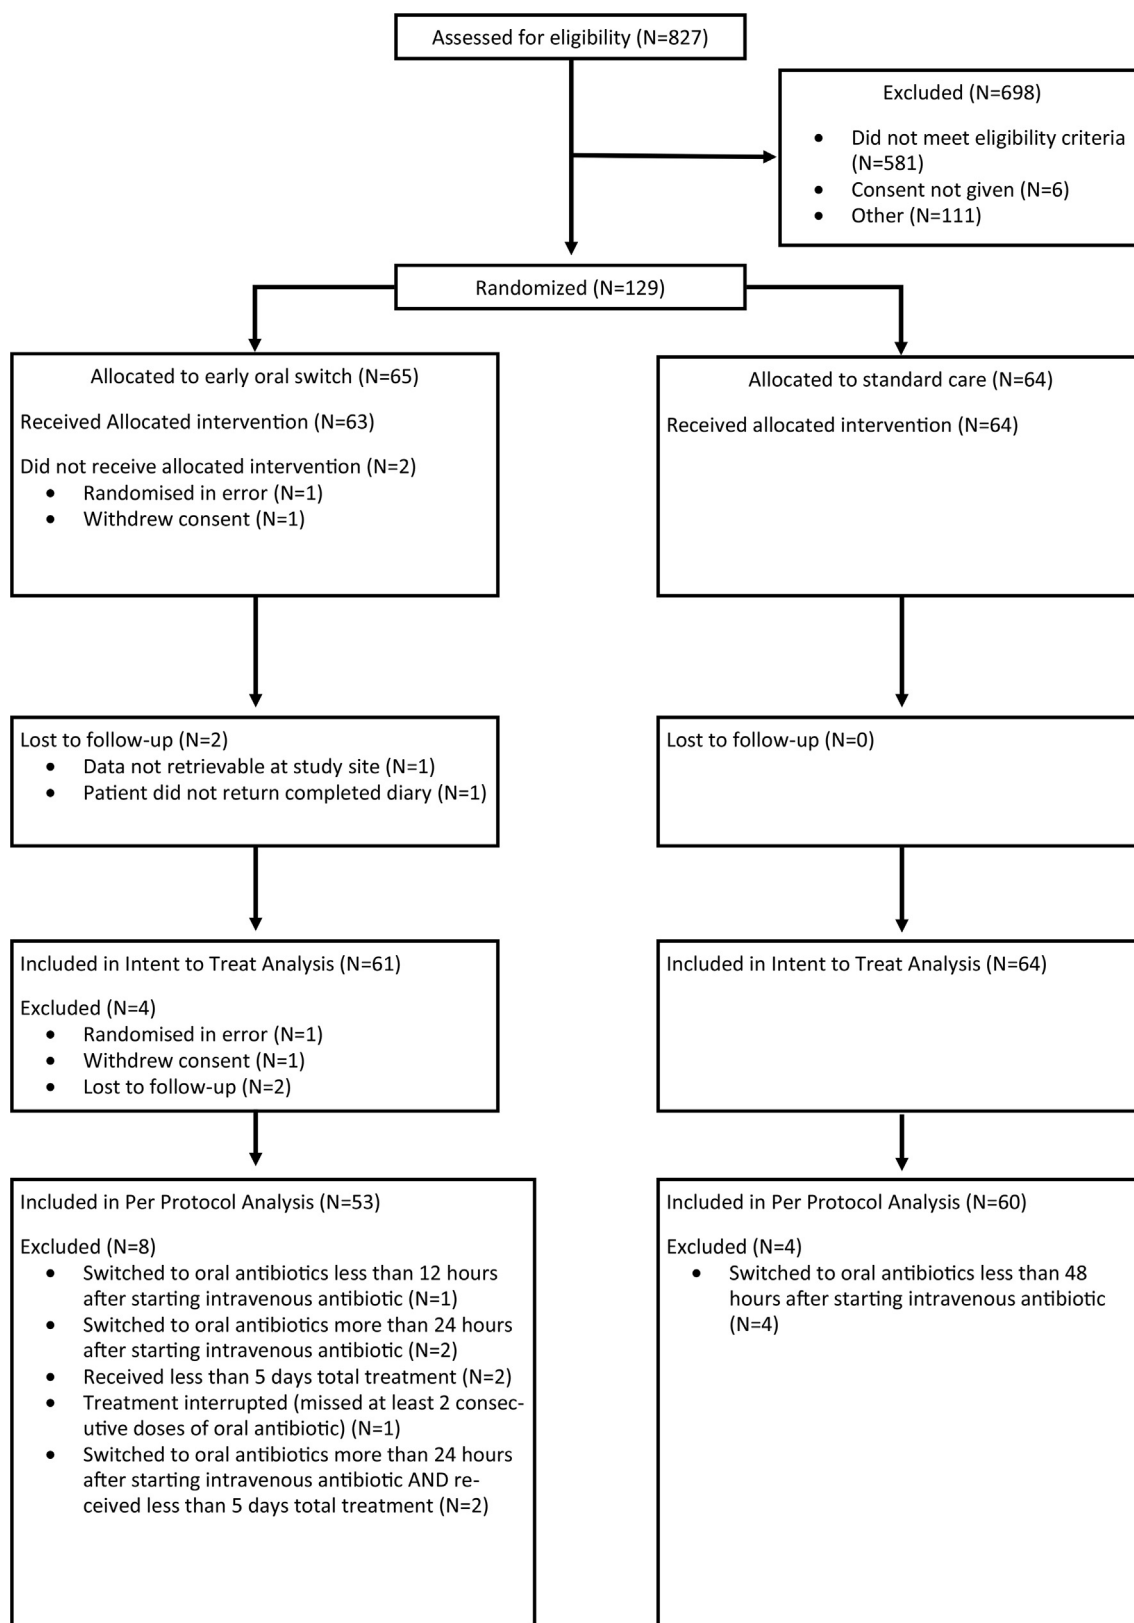 Assessed for eligibility (N=827)
Excluded (N=698)
• Did not meet eligibility criteria
(N=581)
• Consent not given (N=6)
• Other (N=111)
Randomized (N=129)
Allocated to early oral switch (N=65)
Received Allocated intervention (N=63)
Did not receive allocated intervention (N=2)
• Randomised in error (N=1)
• Withdrew consent (N=1)
Allocated to standard care (N=64)
Received allocated intervention (N=64)
Lost to follow-up (N=2)
• Data not retrievable at study site (N=1)
• Patient did not return completed diary (N=1)
Lost to follow-up (N=0)
Included in Intent to Treat Analysis (N=61)
Excluded (N=4)
• Randomised in error (N=1)
• Withdrew consent (N=1)
• Lost to follow-up (N=2)
Included in Intent to Treat Analysis (N=64)
Included in Per Protocol Analysis (N=53)
Excluded (N=8)
• Switched to oral antibiotics less than 12 hours
after starting intravenous antibiotic (N=1)
• Switched to oral antibiotics more than 24 hours
after starting intravenous antibiotic (N=2)
• Received less than 5 days total treatment (N=2)
• Treatment interrupted (missed at least 2 consec-
utive doses of oral antibiotic) (N=1)
• Switched to oral antibiotics more than 24 hours
after starting intravenous antibiotic AND re-
ceived less than 5 days total treatment (N=2)
Included in Per Protocol Analysis (N=60)
Excluded (N=4)
• Switched to oral antibiotics less than 48
hours after starting intravenous antibiotic
(N=4)